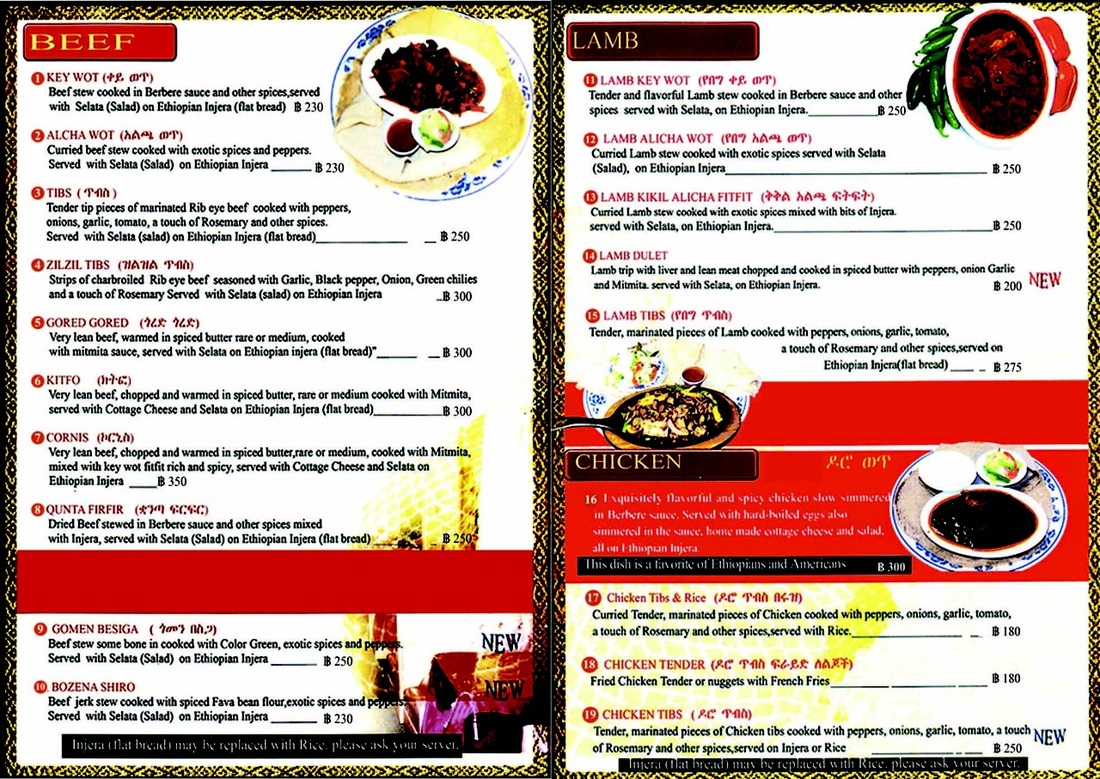 BEEF
1 KEY WOT (ቀይ ወጥ)
Beef stew cooked in Berbere sauce and other spices,served
with Selata (Salad) on Ethiopian Injera (flat bread) ฿ 230
2 ALCHA WOT (አልጫ ወጥ)
Curried beef stew cooked with exotic spices and peppers.
Served with Selata (Salad) on Ethiopian Injera ฿ 230
3 TIBS ( ጥብስ )
Tender tip pieces of marinated Rib eye beef cooked with peppers,
onions, garlic, tomato, a touch of Rosemary and other spices.
Served with Selata (salad) on Ethiopian Injera (flat bread) ฿ 250
4 ZILZIL TIBS (ዝልዝል ጥብስ)
Strips of charbroiled Rib eye beef seasoned with Garlic, Black pepper, Onion, Green chilies
and a touch of Rosemary Served with Selata (salad) on Ethiopian Injera ฿ 300
5 GORED GORED (ጎረድ ጎረድ)
Very lean beef, warmed in spiced butter rare or medium, cooked
with mitmita sauce, served with Selata on Ethiopian injera (flat bread)" ฿ 300
6 KITFO (ክትፎ)
Very lean beef, chopped and warmed in spiced butter, rare or medium cooked with Mitmita,
served with Cottage Cheese and Selata on Ethiopian Injera (flat bread) ฿ 300
7 CORNIS (ኮርኒስ)
Very lean beef, chopped and warmed in spiced butter,rare or medium, cooked with Mitmita,
mixed with key wot fitfit rich and spicy, served with Cottage Cheese and Selata on
Ethiopian Injera ฿ 350
8 QUNTA FIRFIR (ቋንጣ ፍርፍር)
Dried Beef stewed in Berbere sauce and other spices mixed
with Injera, served with Selata (Salad) on Ethiopian Injera (flat bread) ฿ 250
9 GOMEN BESIGA ( ጎመን በስጋ)
Beef stew some bone in cooked with Color Green, exotic spices and peppers. NEW
Served with Selata (Salad) on Ethiopian Injera ฿ 250
10 BOZENA SHIRO NEW
Beef jerk stew cooked with spiced Fava bean flour,exotic spices and peppers.
Served with Selata (Salad) on Ethiopian Injera ฿ 230
Injera (flat bread) may be replaced with Rice. please ask your server.
LAMB
11 LAMB KEY WOT (የበግ ቀይ ወጥ)
Tender and flavorful Lamb stew cooked in Berbere sauce and other
spices served with Selata, on Ethiopian Injera. ฿ 250
12 LAMB ALICHA WOT (የበግ አልጫ ወጥ)
Curried Lamb stew cooked with exotic spices served with Selata
(Salad), on Ethiopian Injera ฿ 250
13 LAMB KIKIL ALICHA FITFIT (ቅቅል አልጫ ፍትፍት)
Curried Lamb stew cooked with exotic spices mixed with bits of Injera.
served with Selata, on Ethiopian Injera. ฿ 250
14 LAMB DULET
Lamb trip with liver and lean meat chopped and cooked in spiced butter with peppers, onion Garlic
and Mitmita. served with Selata, on Ethiopian Injera. ฿ 200 NEW
15 LAMB TIBS (የበግ ጥብስ)
Tender, marinated pieces of Lamb cooked with peppers, onions, garlic, tomato,
a touch of Rosemary and other spices,served on
Ethiopian Injera(flat bread) ฿ 275
CHICKEN ዶሮ ወጥ
16 Exquisitely flavorful and spicy chicken slow simmered
in Berbere sauce. Served with hard-boiled eggs also
simmered in the sauce, home made cottage cheese and salad,
all on Ethiopian Injera.
This dish is a favorite of Ethiopians and Americans ฿ 300
17 Chicken Tibs & Rice (ዶሮ ጥብስ በሩዝ)
Curried Tender, marinated pieces of Chicken cooked with peppers, onions, garlic, tomato,
a touch of Rosemary and other spices,served with Rice. ฿ 180
18 CHICKEN TENDER (ዶሮ ጥብስ ፍራይድ ለልጆች)
Fried Chicken Tender or nuggets with French Fries ฿ 180
19 CHICKEN TIBS ( ዶሮ ጥብስ)
Tender, marinated pieces of Chicken tibs cooked with peppers, onions, garlic, tomato, a touch NEW
of Rosemary and other spices,served on Injera or Rice ฿ 250
Injera (flat bread) may be replaced with Rice. please ask your server.